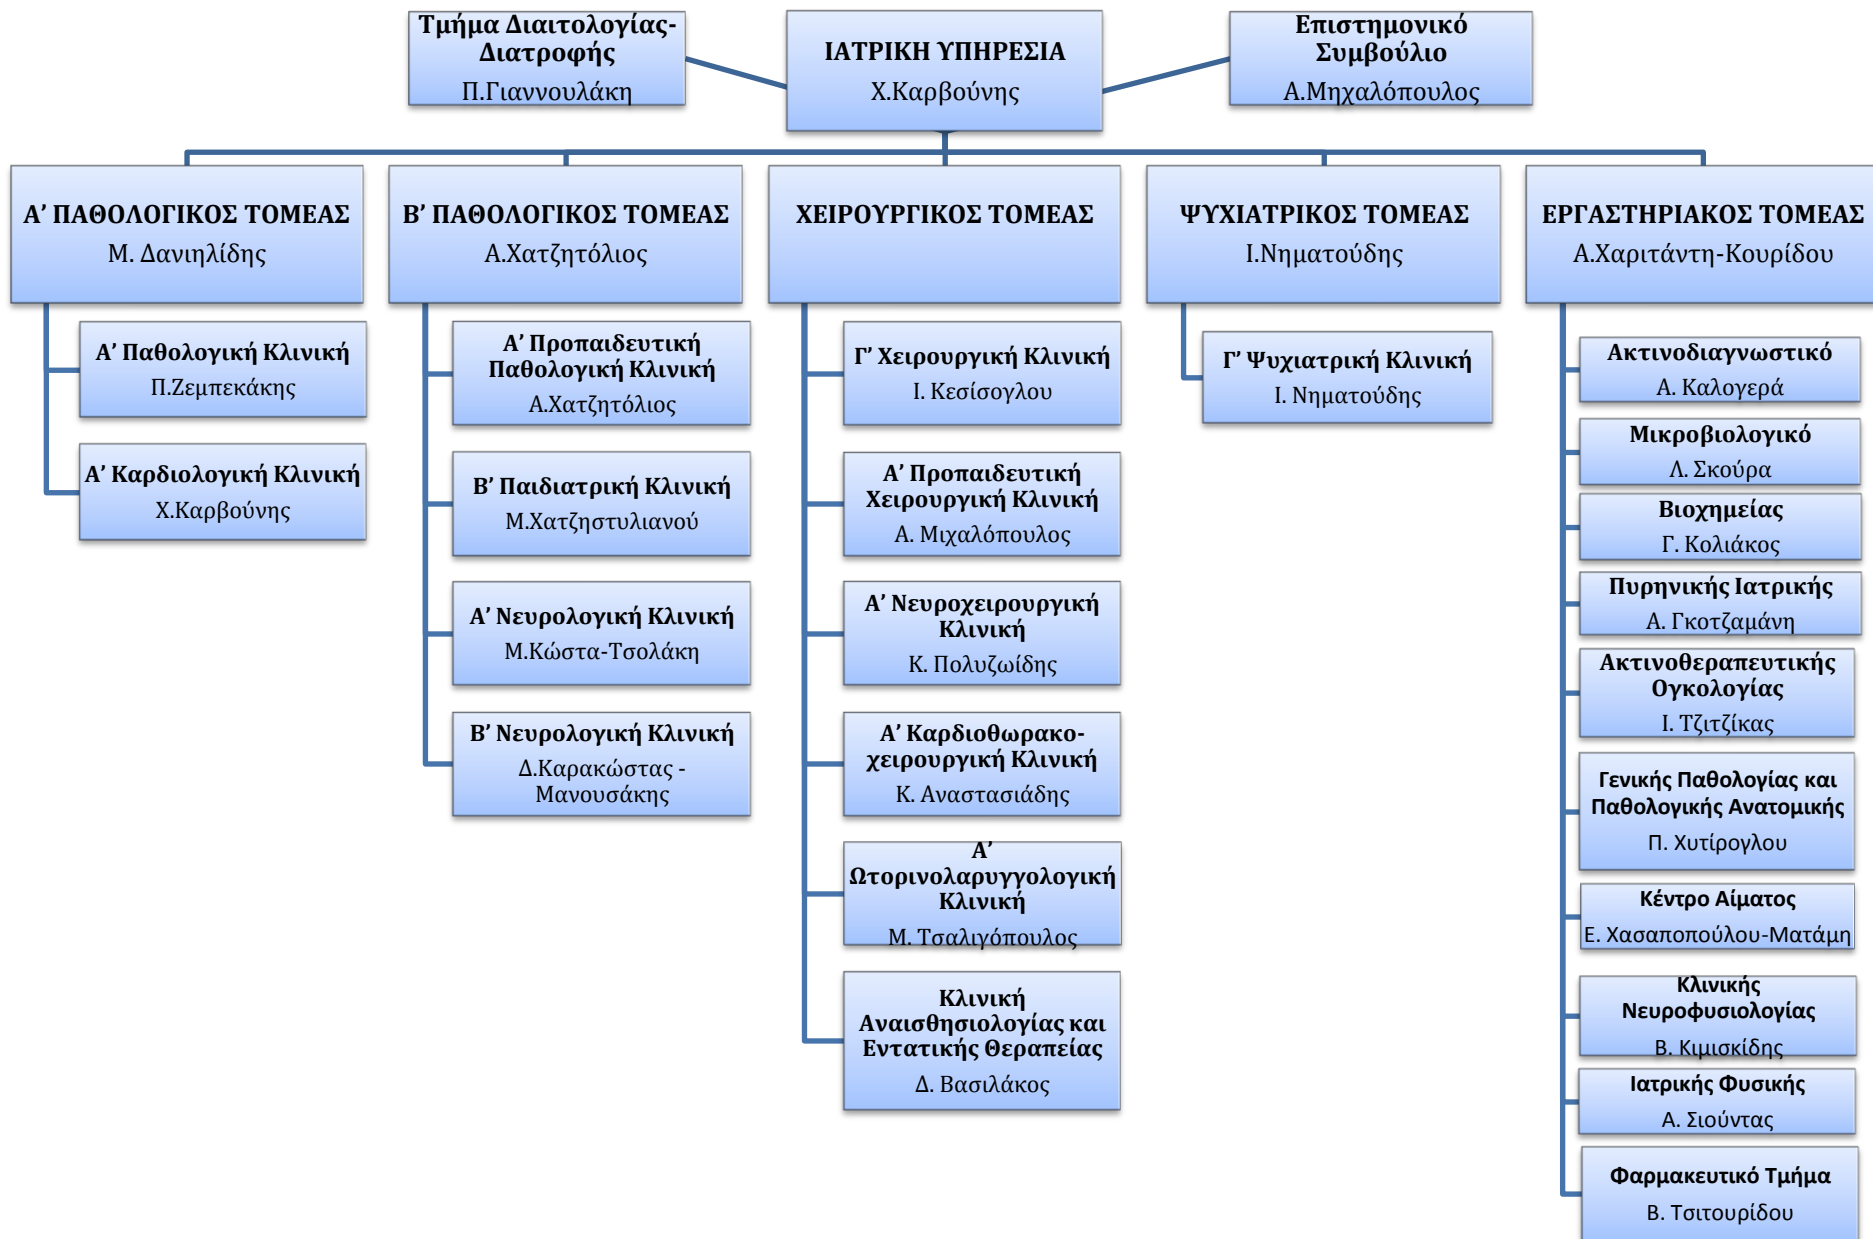 Τμήμα Διαιτολογίας-
Διατροφής
Π.Γιαννουλάκη
ΙΑΤΡΙΚΗ ΥΠΗΡΕΣΙΑ
Χ.Καρβούνης
Επιστημονικό
Συμβούλιο
Α.Μηχαλόπουλος
Α’ ΠΑΘΟΛΟΓΙΚΟΣ ΤΟΜΕΑΣ
Μ. Δανιηλίδης
Α’ Παθολογική Κλινική
Π.Ζεμπεκάκης
Α’ Καρδιολογική Κλινική
Χ.Καρβούνης
Β’ ΠΑΘΟΛΟΓΙΚΟΣ ΤΟΜΕΑΣ
Α.Χατζητόλιος
Α’ Προπαιδευτική
Παθολογική Κλινική
Α.Χατζητόλιος
Β’ Παιδιατρική Κλινική
Μ.Χατζηστυλιανού
Α’ Νευρολογική Κλινική
Μ.Κώστα-Τσολάκη
Β’ Νευρολογική Κλινική
Δ.Καρακώστας -
Μανουσάκης
ΧΕΙΡΟΥΡΓΙΚΟΣ ΤΟΜΕΑΣ
Γ’ Χειρουργική Κλινική
Ι. Κεσίσογλου
Α’ Προπαιδευτική
Χειρουργική Κλινική
Α. Μιχαλόπουλος
Α’ Νευροχειρουργική
Κλινική
Κ. Πολυζωίδης
Α’ Καρδιοθωρακο-
χειρουργική Κλινική
Κ. Αναστασιάδης
Α’
Ωτορινολαρυγγολογική
Κλινική
Μ. Τσαλιγόπουλος
Κλινική
Αναισθησιολογίας και
Εντατικής Θεραπείας
Δ. Βασιλάκος
ΨΥΧΙΑΤΡΙΚΟΣ ΤΟΜΕΑΣ
Ι.Νηματούδης
Γ’ Ψυχιατρική Κλινική
Ι. Νηματούδης
ΕΡΓΑΣΤΗΡΙΑΚΟΣ ΤΟΜΕΑΣ
Α.Χαριτάντη-Κουρίδου
Ακτινοδιαγνωστικό
Α. Καλογερά
Μικροβιολογικό
Λ. Σκούρα
Βιοχημείας
Γ. Κολιάκος
Πυρηνικής Ιατρικής
Α. Γκοτζαμάνη
Ακτινοθεραπευτικής
Ογκολογίας
Ι. Τζιτζίκας
Γενικής Παθολογίας και
Παθολογικής Ανατομικής
Π. Χυτίρογλου
Κέντρο Αίματος
Ε. Χασαποπούλου-Ματάμη
Κλινικής
Νευροφυσιολογίας
Β. Κιμισκίδης
Ιατρικής Φυσικής
Α. Σιούντας
Φαρμακευτικό Τμήμα
Β. Τσιτουρίδου